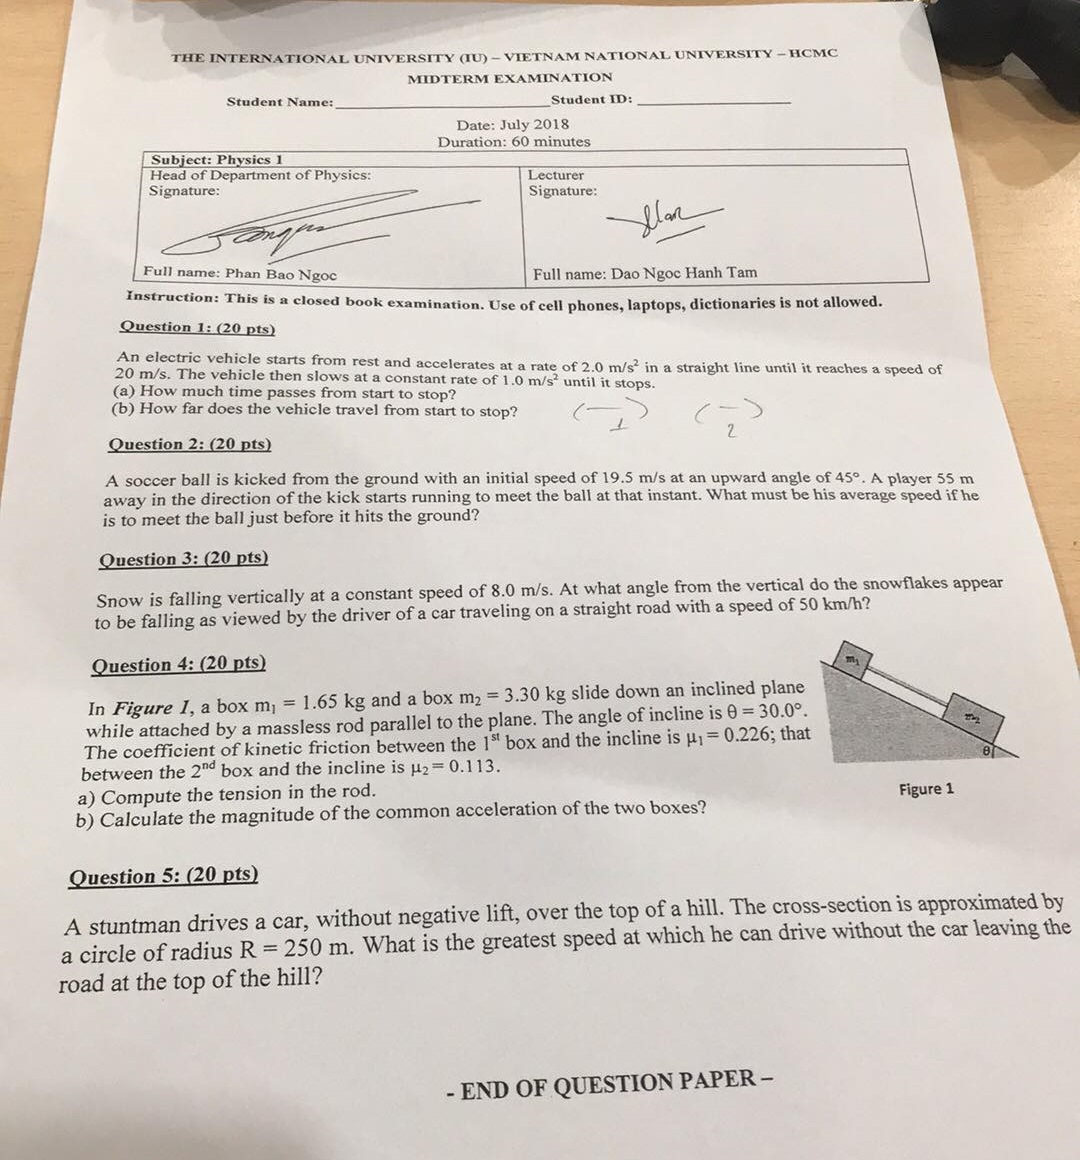 THE INTERNATIONAL UNIVERSITY (IU) – VIETNAM NATIONAL UNIVERSITY – HCMC
MIDTERM EXAMINATION
Student Name: Student ID:
Date: July 2018
Duration: 60 minutes
Subject: Physics 1
Head of Department of Physics:
Signature:
Full name: Phan Bao Ngoc
Lecturer
Signature:
Full name: Dao Ngoc Hanh Tam
Instruction: This is a closed book examination. Use of cell phones, laptops, dictionaries is not allowed.
Question 1: (20 pts)
An electric vehicle starts from rest and accelerates at a rate of 2.0 m/s² in a straight line until it reaches a speed of
20 m/s. The vehicle then slows at a constant rate of 1.0 m/s² until it stops.
(a) How much time passes from start to stop?
(b) How far does the vehicle travel from start to stop?
(—) (—)
1 2
Question 2: (20 pts)
A soccer ball is kicked from the ground with an initial speed of 19.5 m/s at an upward angle of 45°. A player 55 m
away in the direction of the kick starts running to meet the ball at that instant. What must be his average speed if he
is to meet the ball just before it hits the ground?
Question 3: (20 pts)
Snow is falling vertically at a constant speed of 8.0 m/s. At what angle from the vertical do the snowflakes appear
to be falling as viewed by the driver of a car traveling on a straight road with a speed of 50 km/h?
Question 4: (20 pts)
In Figure 1, a box m₁ = 1.65 kg and a box m₂ = 3.30 kg slide down an inclined plane
while attached by a massless rod parallel to the plane. The angle of incline is θ = 30.0°.
The coefficient of kinetic friction between the 1st box and the incline is μ₁ = 0.226; that
between the 2nd box and the incline is μ₂ = 0.113.
a) Compute the tension in the rod.
b) Calculate the magnitude of the common acceleration of the two boxes?
m₁
m₂
θ
Figure 1
Question 5: (20 pts)
A stuntman drives a car, without negative lift, over the top of a hill. The cross-section is approximated by
a circle of radius R = 250 m. What is the greatest speed at which he can drive without the car leaving the
road at the top of the hill?
- END OF QUESTION PAPER –